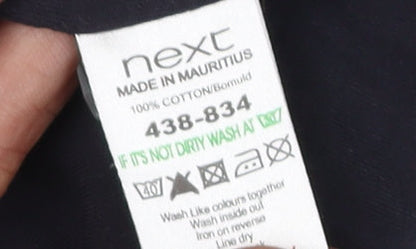 next
MADE IN MAURITIUS
100% COTTON/Bomuld
438-834
IF IT'S NOT DIRTY WASH AT 30°
40°
Wash Like colours together
Wash inside out
Iron on reverse
Line dry